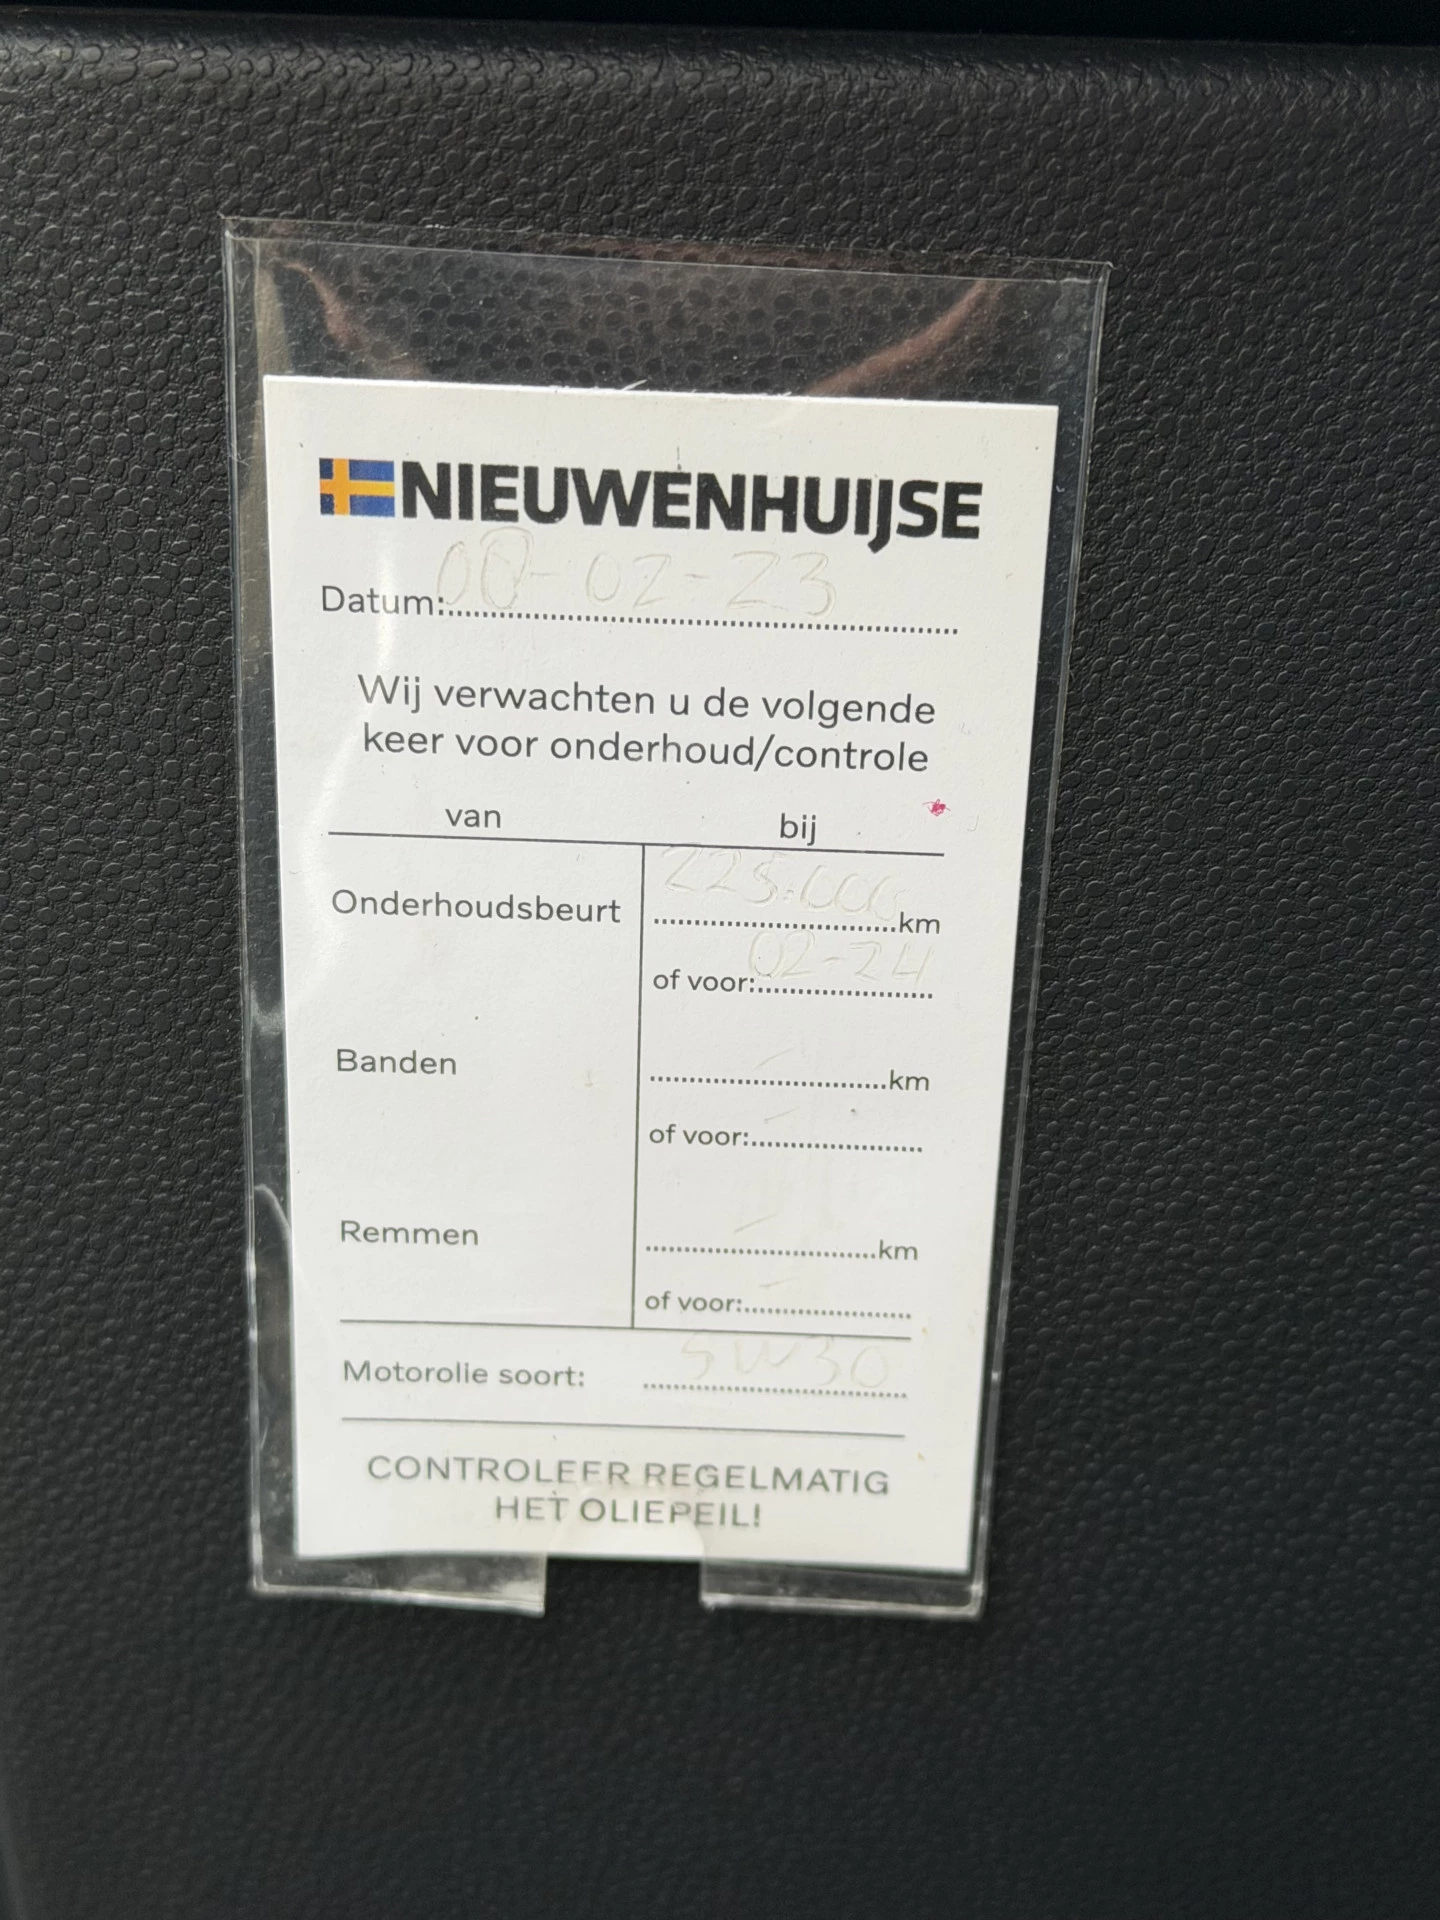 NIEUWENHUIJSE
Datum: 08-02-23
Wij verwachten u de volgende
keer voor onderhoud/controle
van bij
Onderhoudsbeurt 225.000 km
of voor: 02-24
Banden - km
of voor: -
Remmen - km
of voor: -
Motorolie soort: 5W30
CONTROLEER REGELMATIG
HET OLIEPEIL!